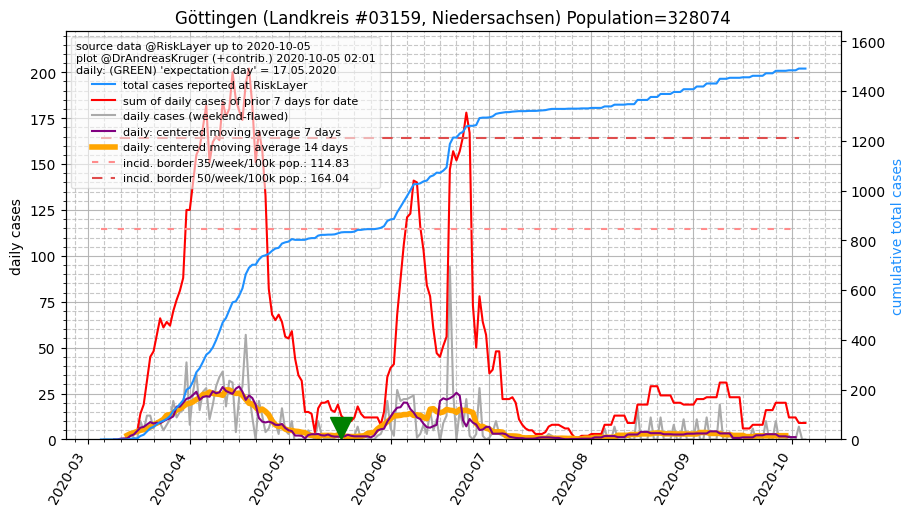 Göttingen (Landkreis #03159, Niedersachsen) Population=328074
source data @RiskLayer up to 2020-10-05
plot @DrAndreasKruger (+contrib.) 2020-10-05 02:01
daily: (GREEN) 'expectation day' = 17.05.2020
total cases reported at RiskLayer
sum of daily cases of prior 7 days for date
daily cases (weekend-flawed)
daily: centered moving average 7 days
daily: centered moving average 14 days
incid. border 35/week/100k pop.: 114.83
incid. border 50/week/100k pop.: 164.04
daily cases
200
175
150
125
100
75
50
25
0
cumulative total cases
1600
1400
1200
1000
800
600
400
200
0
2020-03
2020-04
2020-05
2020-06
2020-07
2020-08
2020-09
2020-10